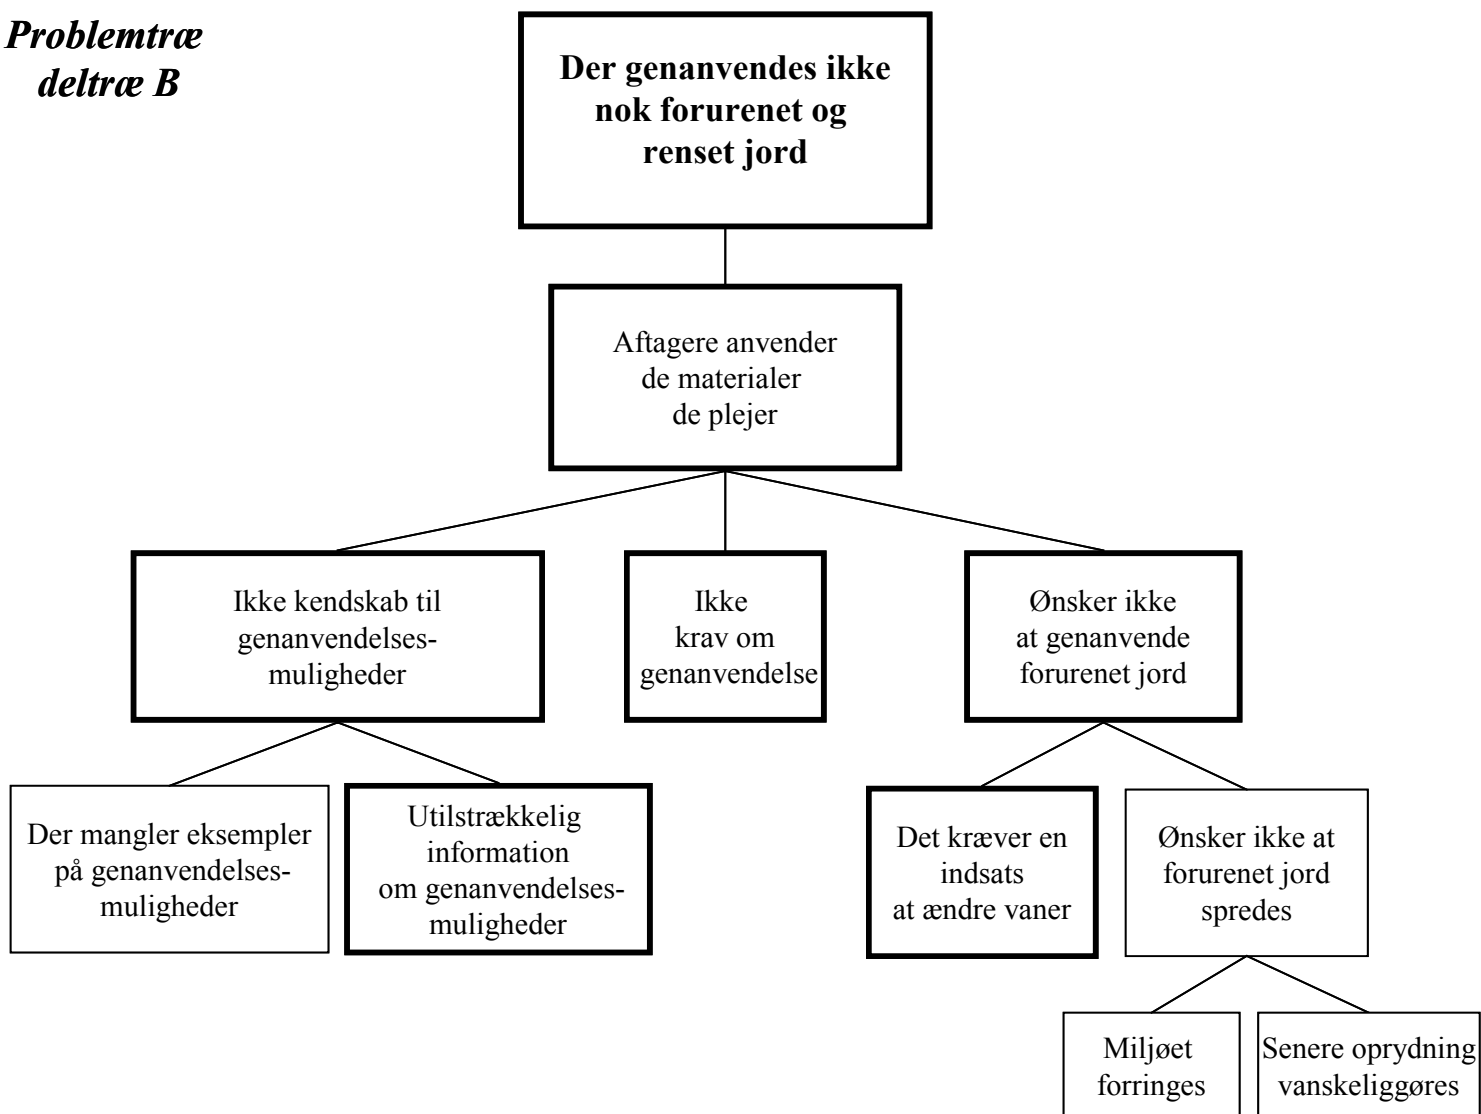 Problemtræ
deltræ B
Der genanvendes ikke
nok forurenet og
renset jord
Aftagere anvender
de materialer
de plejer
Ikke kendskab til
genanvendelses-
muligheder
Ikke
krav om
genanvendelse
Ønsker ikke
at genanvende
forurenet jord
Der mangler eksempler
på genanvendelses-
muligheder
Utilstrækkelig
information
om genanvendelses-
muligheder
Det kræver en
indsats
at ændre vaner
Ønsker ikke at
forurenet jord
spredes
Miljøet
forringes
Senere oprydning
vanskeliggøres